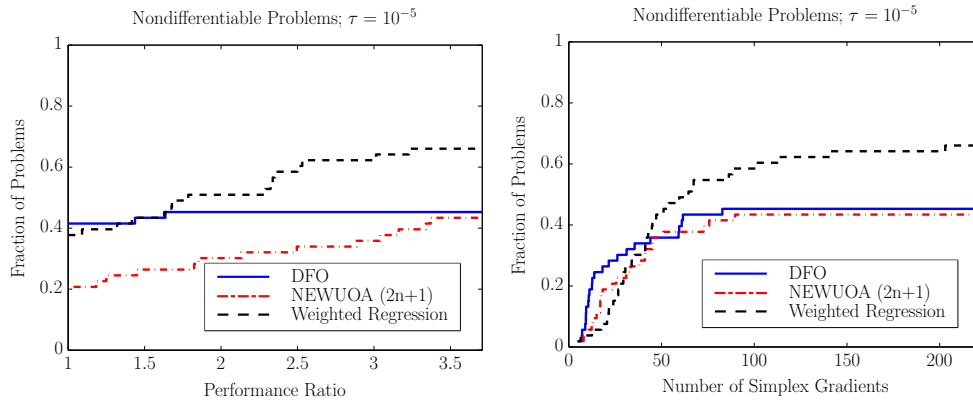 Nondifferentiable Problems; τ = 10⁻⁵
Fraction of Problems
1
0.8
0.6
0.4
0.2
0
1
1.5
2
2.5
3
3.5
Performance Ratio
DFO
NEWUOA (2n+1)
Weighted Regression
Nondifferentiable Problems; τ = 10⁻⁵
Fraction of Problems
1
0.8
0.6
0.4
0.2
0
0
50
100
150
200
Number of Simplex Gradients
DFO
NEWUOA (2n+1)
Weighted Regression